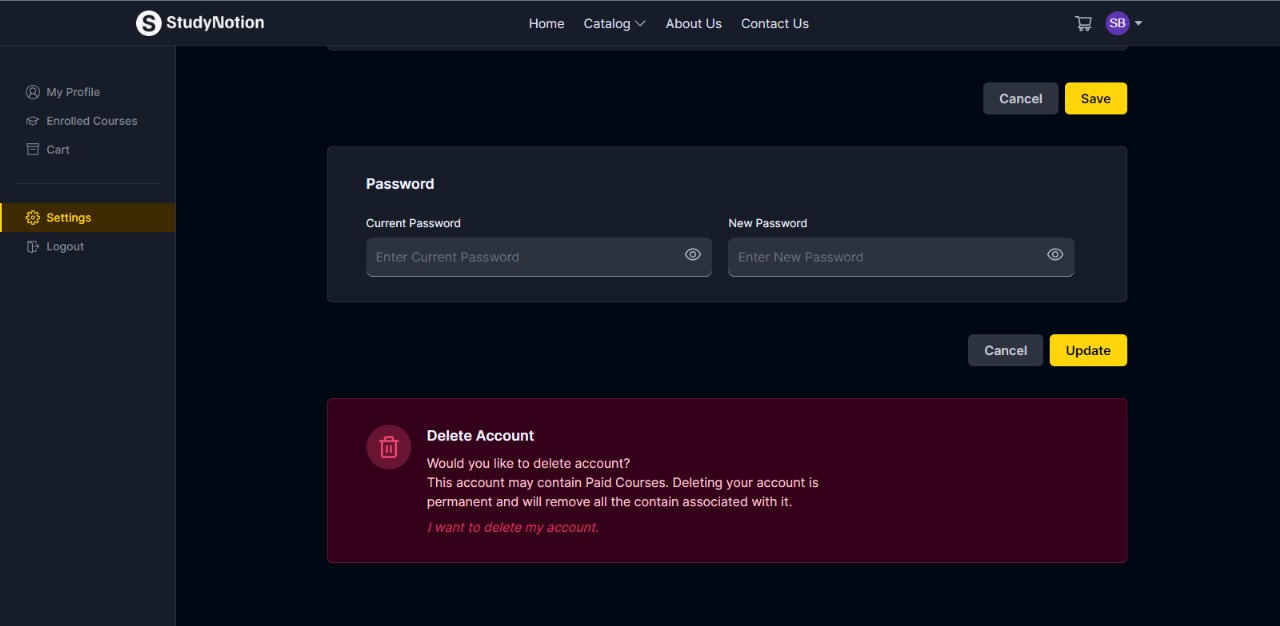 StudyNotion
Home
Catalog
About Us
Contact Us
SB
My Profile
Enrolled Courses
Cart
Settings
Logout
Cancel
Save
Password
Current Password
New Password
Enter Current Password
Enter New Password
Cancel
Update
Delete Account
Would you like to delete account?
This account may contain Paid Courses. Deleting your account is
permanent and will remove all the contain associated with it.
I want to delete my account.